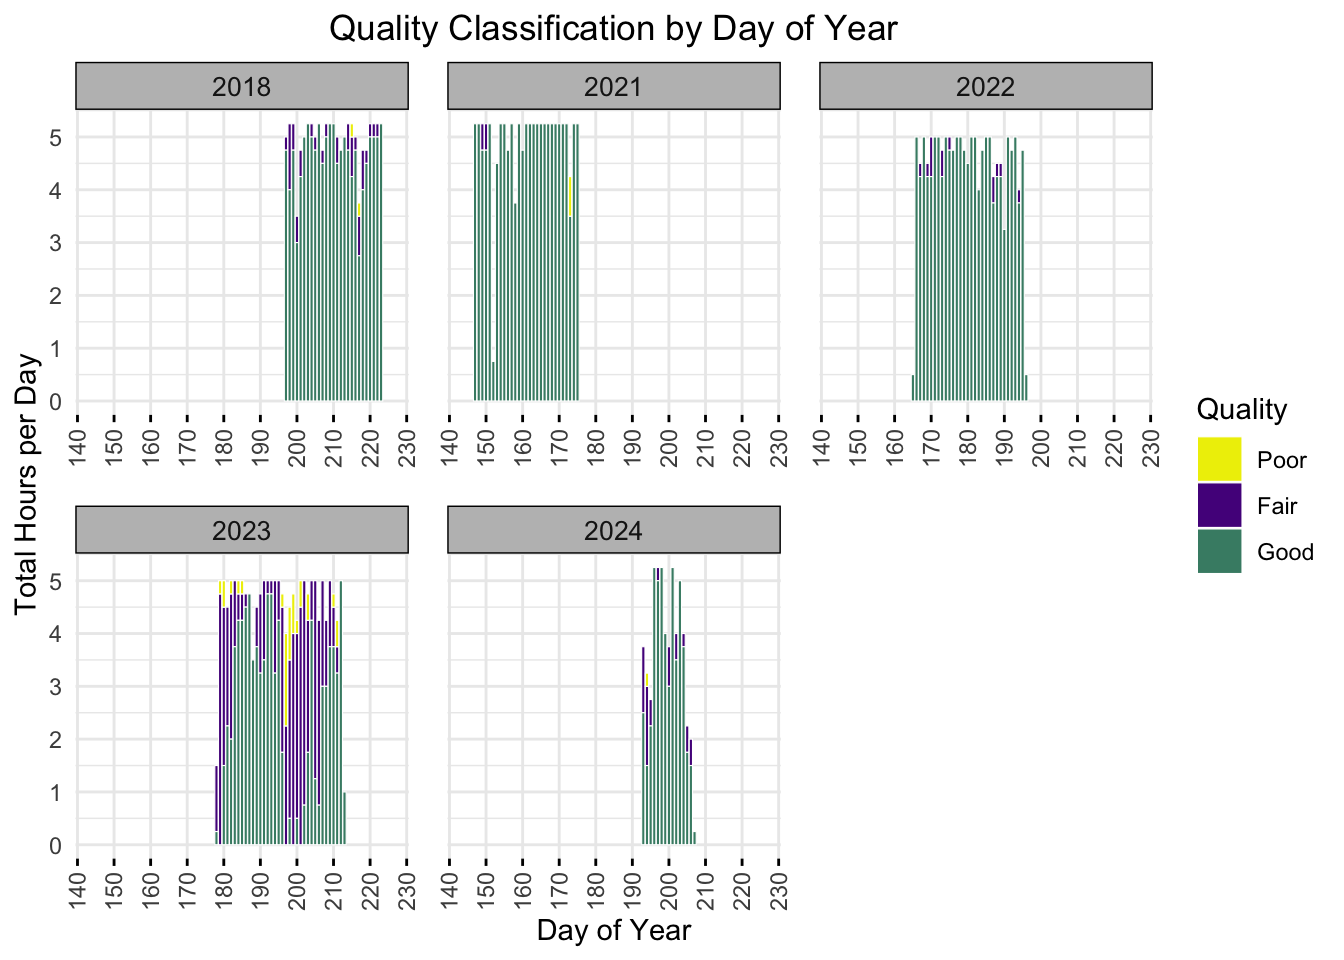 Quality Classification by Day of Year
2018 2021 2022
5
4
3
2
1
0
140 150 160 170 180 190 200 210 220 230 140 150 160 170 180 190 200 210 220 230 140 150 160 170 180 190 200 210 220 230
Total Hours per Day
Quality
Poor
Fair
Good
2023 2024
5
4
3
2
1
0
140 150 160 170 180 190 200 210 220 230 140 150 160 170 180 190 200 210 220 230
Day of Year